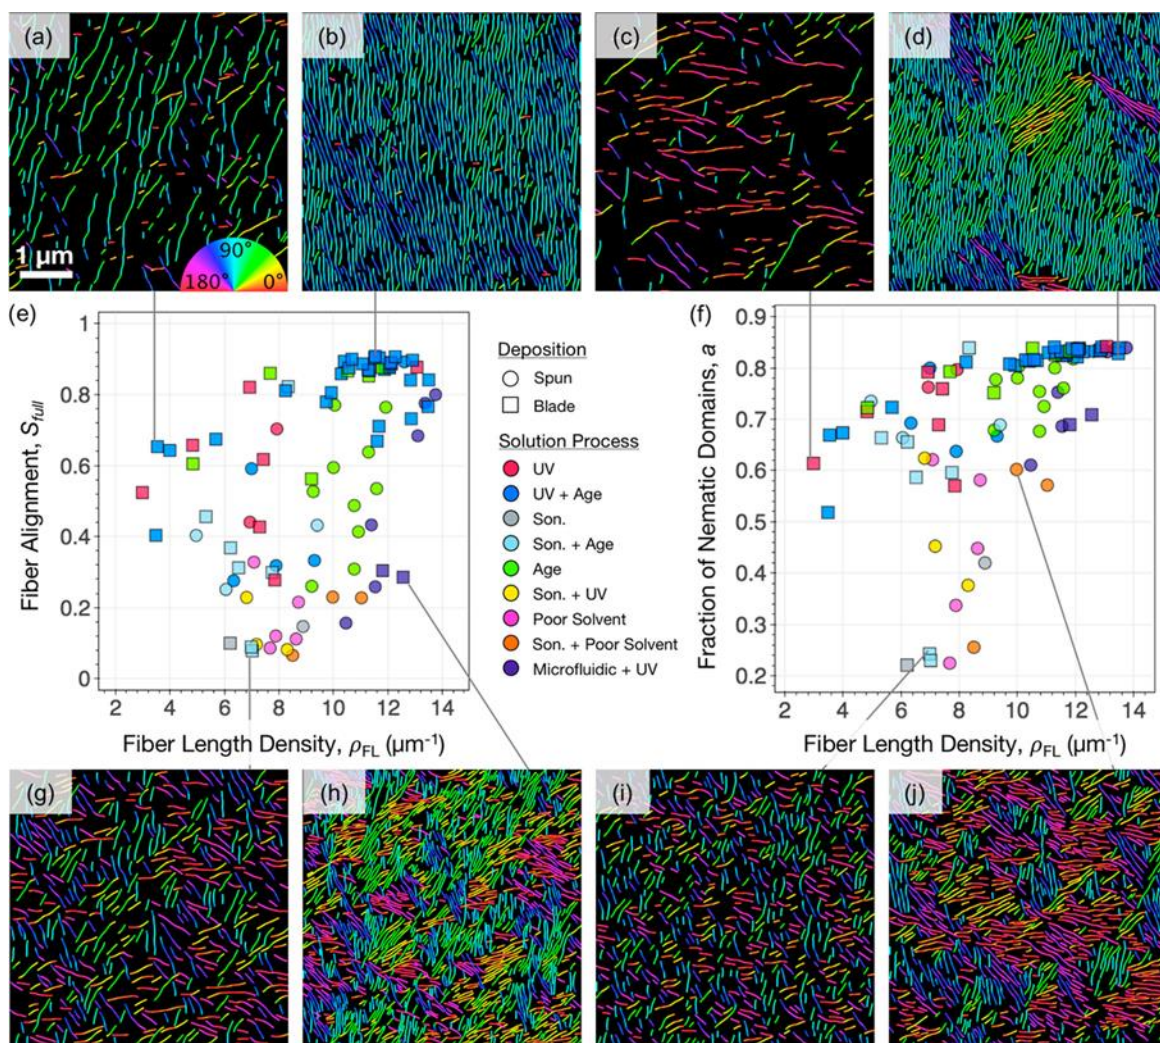 (a)
(b)
(c)
(d)
1 µm
180°
90°
0°
(e)
(f)
Fiber Alignment, S_full
1
0.8
0.6
0.4
0.2
0
2 4 6 8 10 12 14
Fiber Length Density, ρFL (µm⁻¹)
Deposition
Spun
Blade
Solution Process
UV
UV + Age
Son.
Son. + Age
Age
Son. + UV
Poor Solvent
Son. + Poor Solvent
Microfluidic + UV
Fraction of Nematic Domains, a
0.9
0.8
0.7
0.6
0.5
0.4
0.3
0.2
2 4 6 8 10 12 14
Fiber Length Density, ρFL (µm⁻¹)
(g)
(h)
(i)
(j)